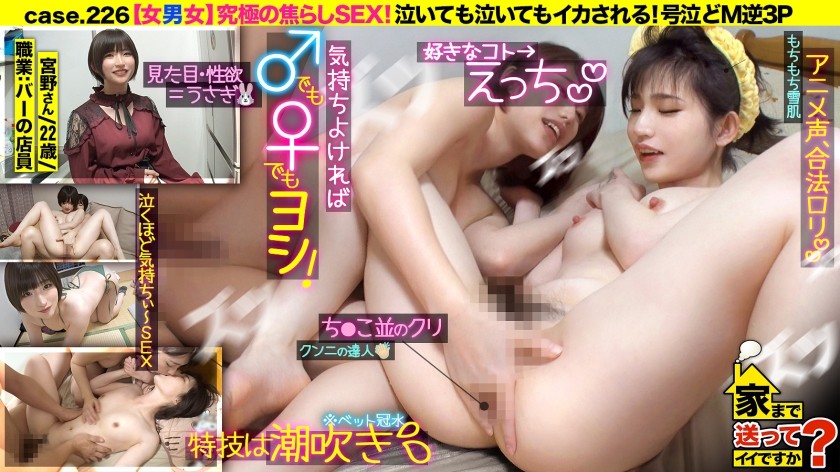 case.226【女男女】究極の焦らしSEX！泣いても泣いてもイカされる！号泣どM逆3P
宮野さん/22歳/
職業：バーの店員
見た目・性欲
＝うさぎ🐰
気持ちよければ
♂でも♀でもヨシ！
好きなコト→
えっち♡
アニメ声、合法ロリ♡
もちもち雪肌
泣くほど気持ちぃ〜SEX
ち●こ並のクリ
クンニの達人👏
※ベット冠水
特技は潮吹き
家まで
送って
イイですか？